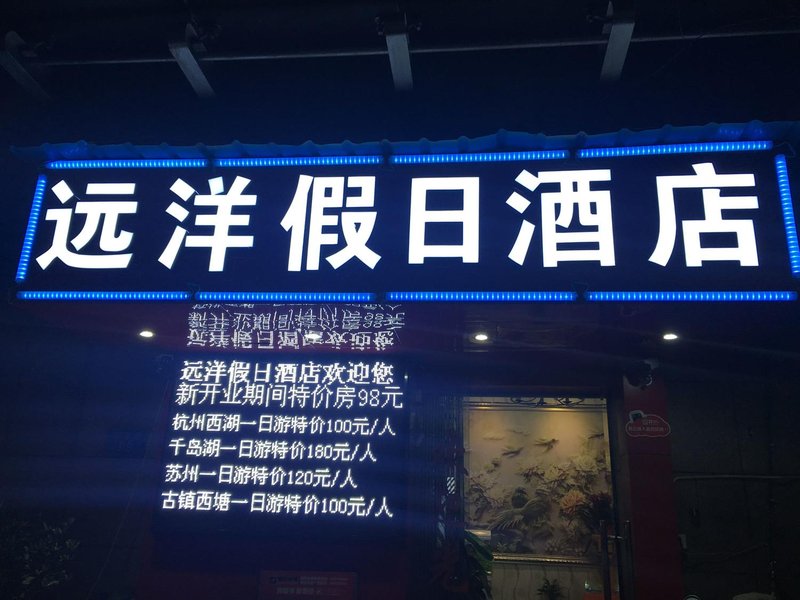 远洋假日酒店
远洋假日酒店欢迎您
新开业期间特价房98元
杭州西湖一日游特价100元/人
千岛湖一日游特价180元/人
苏州一日游特价120元/人
古镇西塘一日游特价100元/人